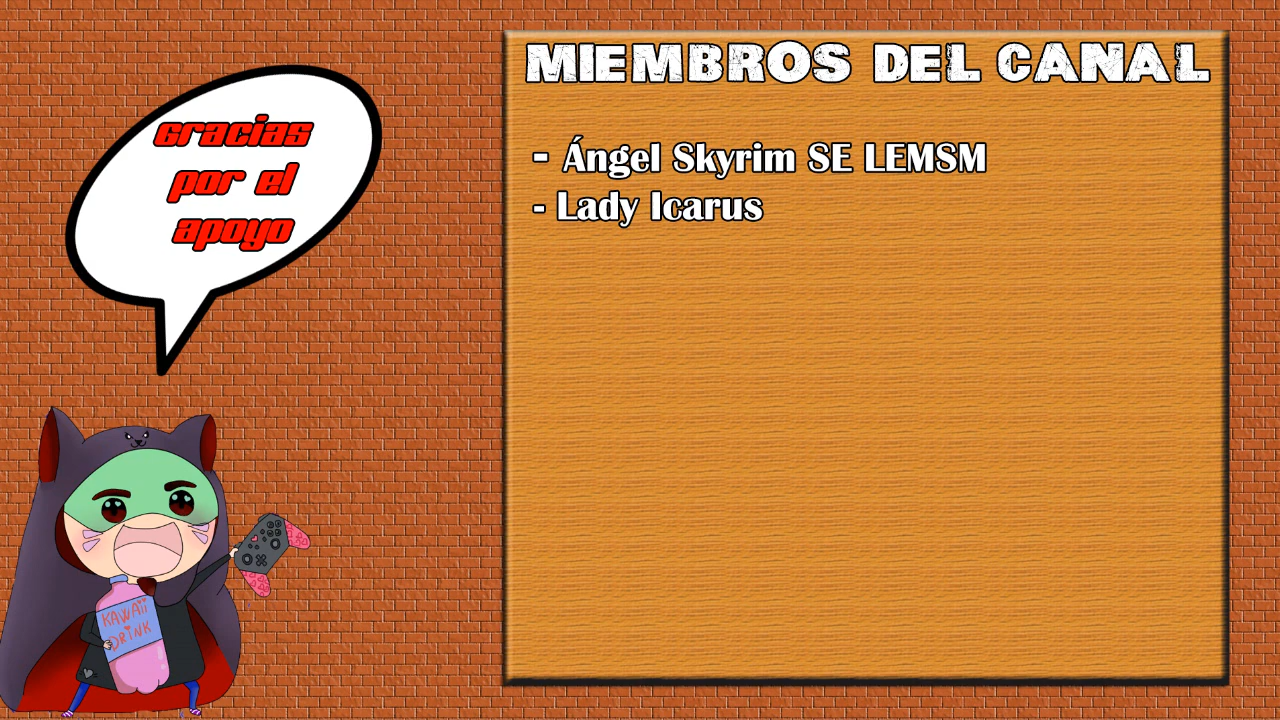 Gracias
por el
apoyo
MIEMBROS DEL CANAL
- Ángel Skyrim SE LEMSM
- Lady Icarus
KAWAII
DRINK